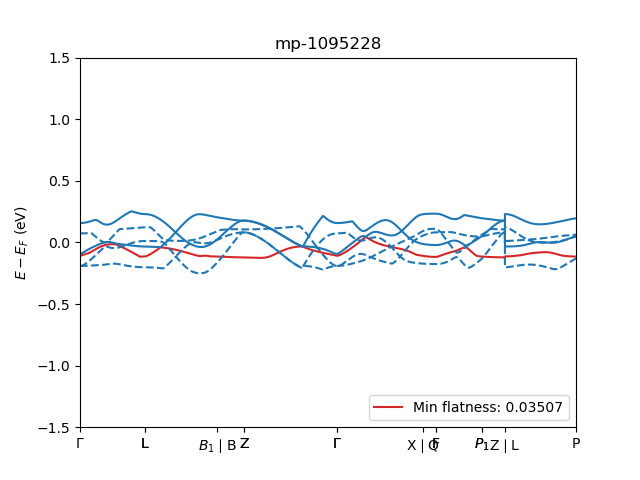 mp-1095228
E − E_F (eV)
1.5
1.0
0.5
0.0
−0.5
−1.0
−1.5
Min flatness: 0.03507
Γ L B₁ | B Z Γ X | Q F P₁Z | L P